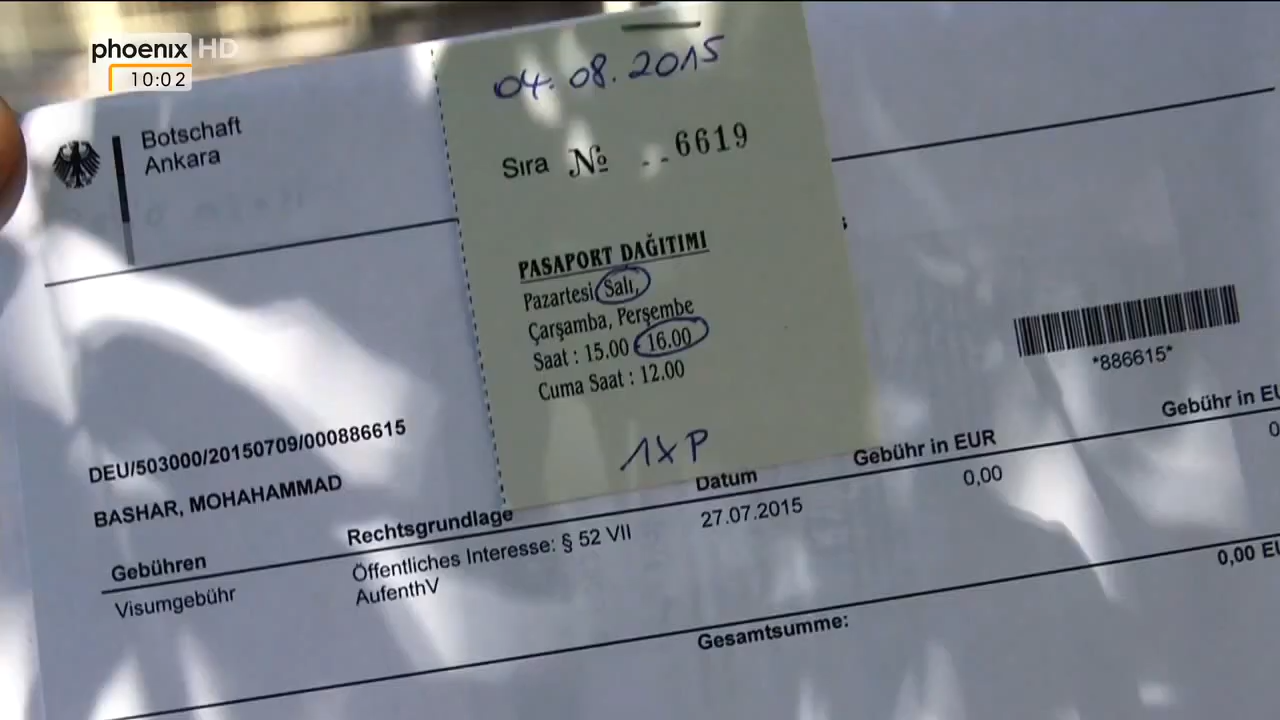 phoenix HD
10:02
Botschaft
Ankara
04.08.2015
Sıra № 6619
PASAPORT DAĞITIMI
Pazartesi, Salı,
Çarşamba, Perşembe
Saat : 15.00 - 16.00
Cuma Saat : 12.00
1xP
*886615*
DEU/503000/20150709/000886615
BASHAR, MOHAHAMMAD
Gebühren Rechtsgrundlage Datum Gebühr in EUR Gebühr in EU
Visumgebühr Öffentliches Interesse: § 52 VII 27.07.2015 0,00 0
AufenthV
Gesamtsumme: 0,00 EU